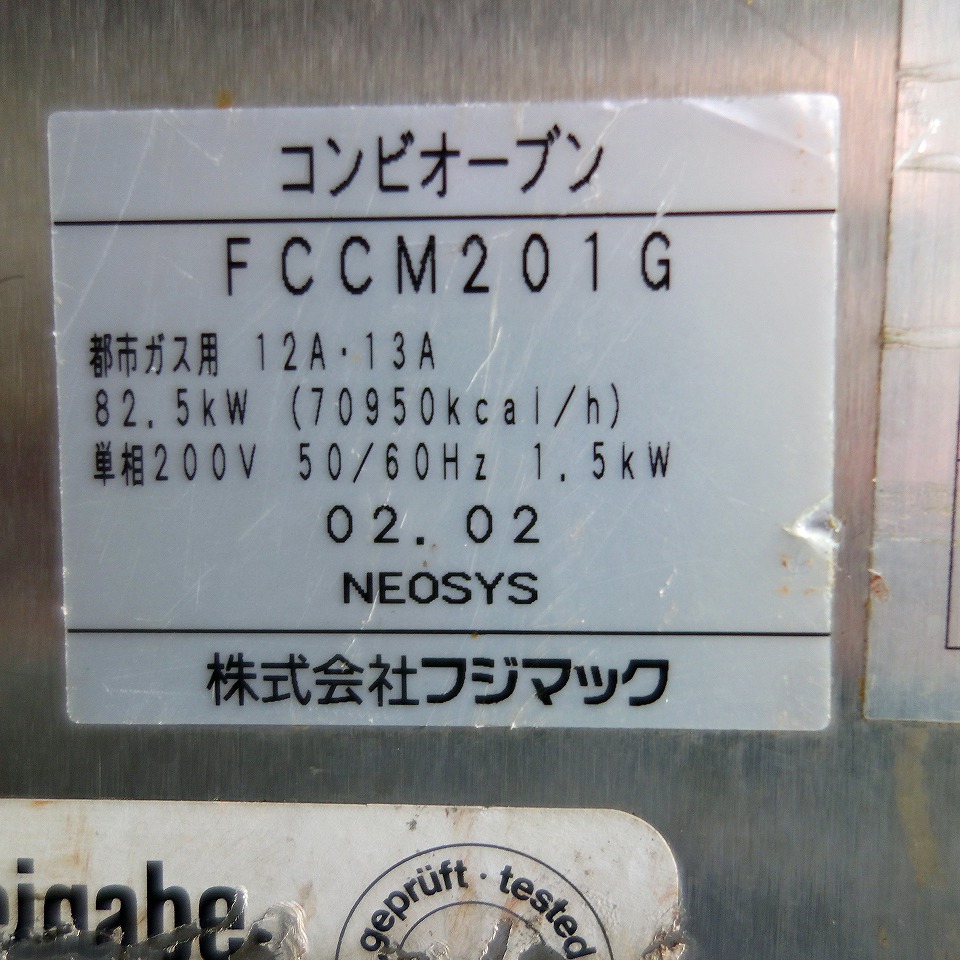 コンビオーブン
FCCM201G
都市ガス用 12A・13A
82.5kW (70950kcal/h)
単相200V 50/60Hz 1.5kW
02.02
NEOSYS
株式会社フジマック
geprüft · tested